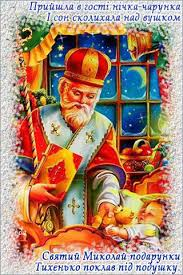 Прийшла в гості нічка-чарунка
І сон сколихала над вушком
Святий Миколай подарунки
Тихенько поклав під подушку.